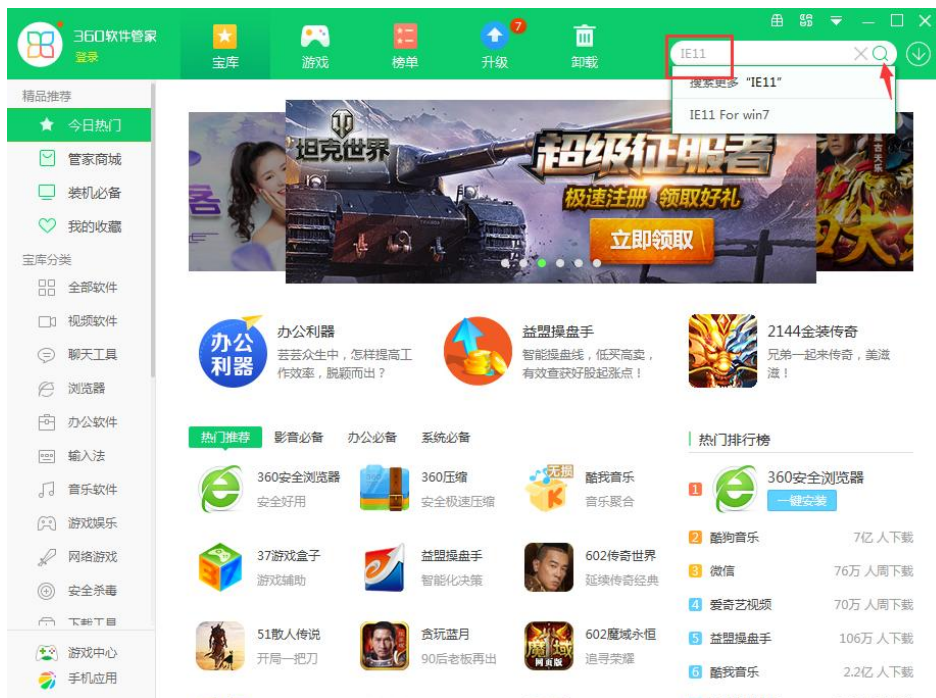 360软件管家
登录
宝库
游戏
榜单
7
升级
卸载
IE11
搜索更多 "IE11"
IE11 For win7
精品推荐
今日热门
管家商城
装机必备
我的收藏
宝库分类
全部软件
视频软件
聊天工具
浏览器
办公软件
输入法
音乐软件
游戏娱乐
网络游戏
安全杀毒
下载工具
游戏中心
手机应用
坦克世界
超级征服者
极速注册 领取好礼
立即领取
古天乐
办公
利器
办公利器
芸芸众生中，怎样提高工
作效率，脱颖而出？
益盟操盘手
智能操盘线，低买高卖，
有效查获好股起涨点！
2144金装传奇
兄弟一起来传奇，美滋
滋！
热门推荐
影音必备
办公必备
系统必备
360安全浏览器
安全好用
360压缩
安全极速压缩
无损
酷我音乐
音乐聚合
37游戏盒子
游戏辅助
益盟操盘手
智能化决策
602传奇世界
延续传奇经典
51散人传说
开局一把刀
贪玩蓝月
90后老板再出
魔域
网页版
602魔域永恒
追寻荣耀
热门排行榜
1
360安全浏览器
一键安装
2 酷狗音乐 7亿 人下载
3 微信 76万 人周下载
4 爱奇艺视频 70万 人周下载
5 益盟操盘手 106万 人下载
6 酷我音乐 2.2亿 人下载